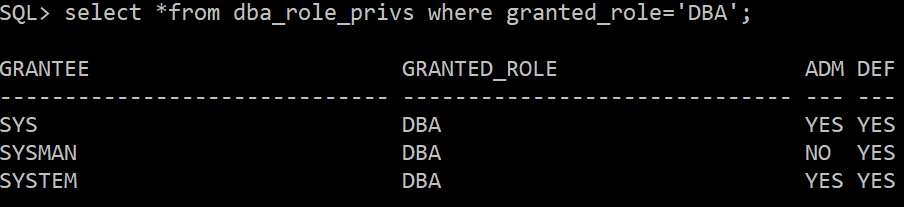 SQL> select *from dba_role_privs where granted_role='DBA';
GRANTEE                        GRANTED_ROLE                   ADM DEF
------------------------------ ------------------------------ --- ---
SYS                            DBA                            YES YES
SYSMAN                         DBA                            NO  YES
SYSTEM                         DBA                            YES YES